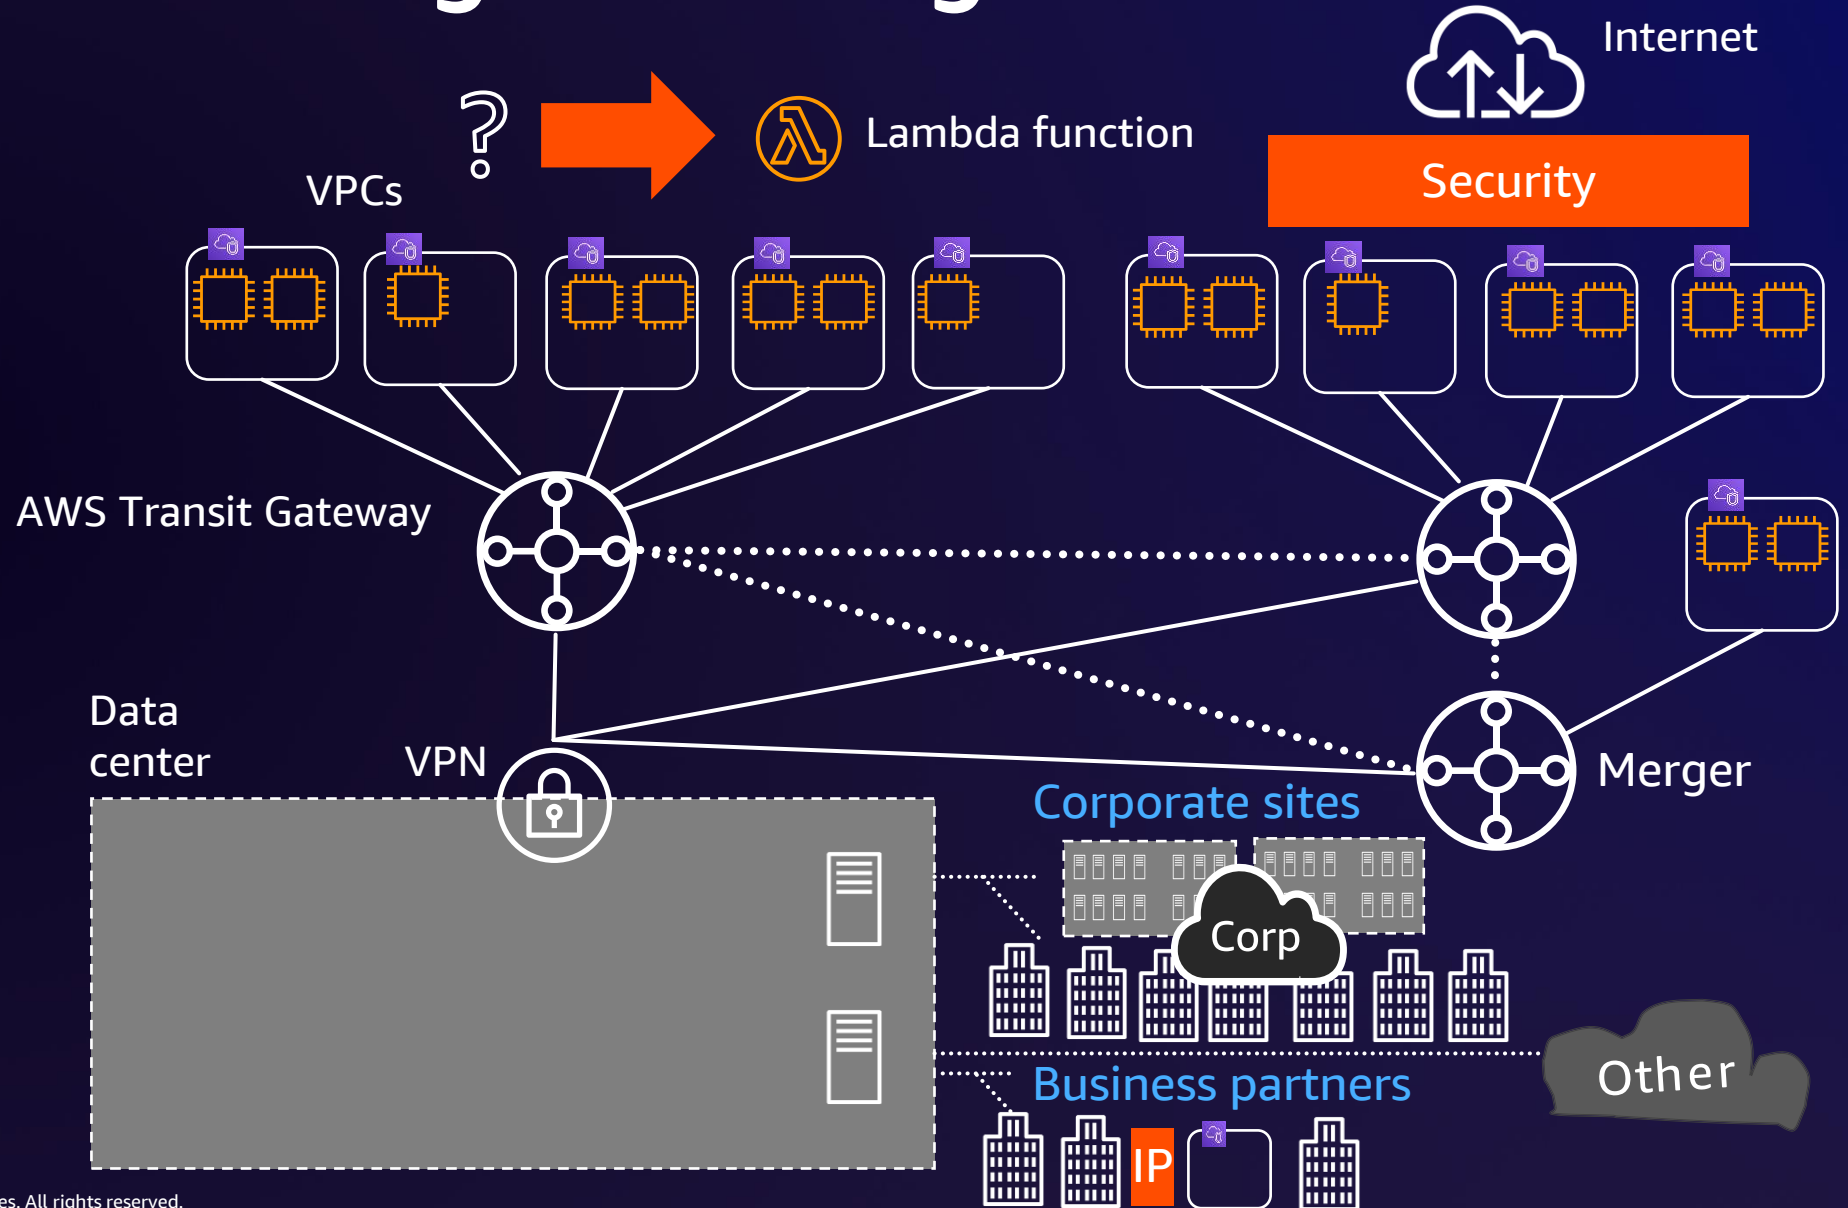 Internet
?
Lambda function
Security
VPCs
AWS Transit Gateway
Data
center
VPN
Merger
Corporate sites
Corp
Other
Business partners
IP
All rights reserved.